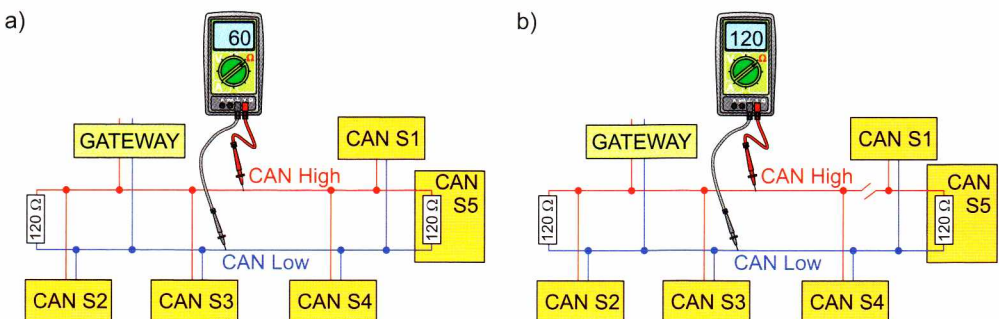 a)
60
Ω
GATEWAY
CAN S1
CAN High
CAN
S5
120 Ω
120 Ω
CAN Low
CAN S2
CAN S3
CAN S4
b)
120
Ω
GATEWAY
CAN S1
CAN High
CAN
S5
120 Ω
120 Ω
CAN Low
CAN S2
CAN S3
CAN S4